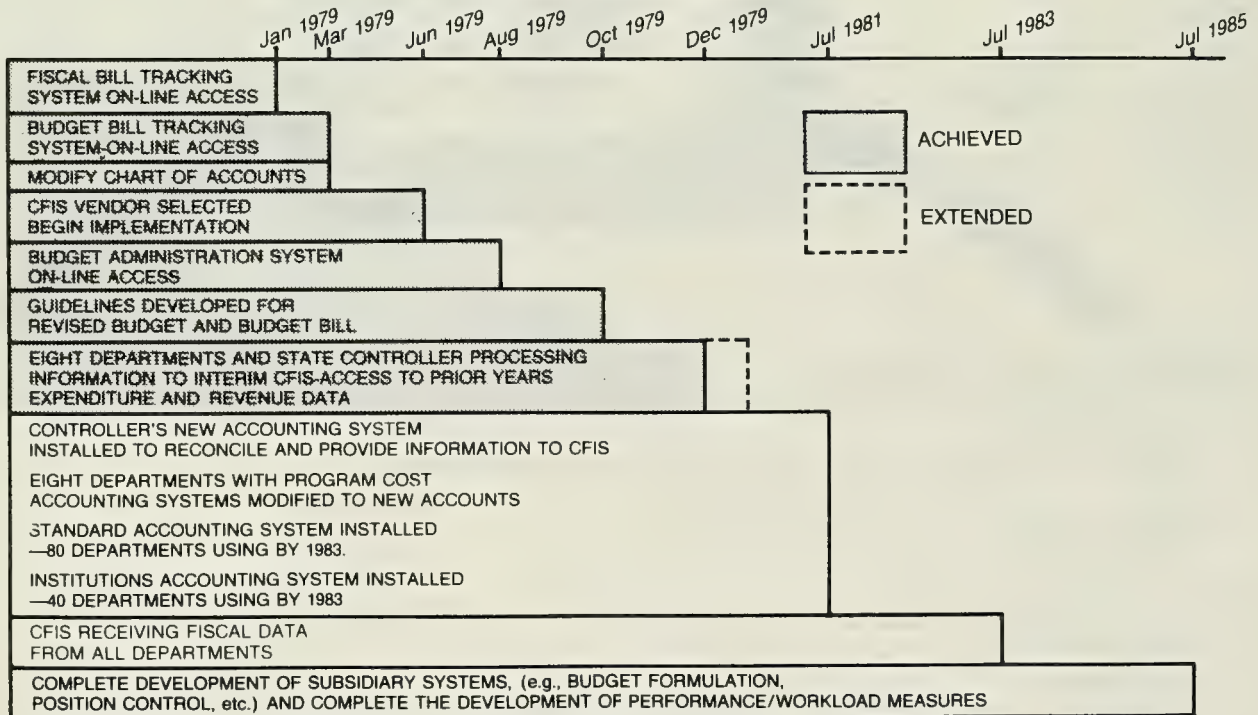 Jan 1979 Mar 1979 Jun 1979 Aug 1979 Oct 1979 Dec 1979 Jul 1981 Jul 1983 Jul 1985
FISCAL BILL TRACKING
SYSTEM ON-LINE ACCESS
BUDGET BILL TRACKING
SYSTEM-ON-LINE ACCESS
MODIFY CHART OF ACCOUNTS
CFIS VENDOR SELECTED
BEGIN IMPLEMENTATION
BUDGET ADMINISTRATION SYSTEM
ON-LINE ACCESS
GUIDELINES DEVELOPED FOR
REVISED BUDGET AND BUDGET BILL
EIGHT DEPARTMENTS AND STATE CONTROLLER PROCESSING
INFORMATION TO INTERIM CFIS-ACCESS TO PRIOR YEARS
EXPENDITURE AND REVENUE DATA
CONTROLLER'S NEW ACCOUNTING SYSTEM
INSTALLED TO RECONCILE AND PROVIDE INFORMATION TO CFIS
EIGHT DEPARTMENTS WITH PROGRAM COST
ACCOUNTING SYSTEMS MODIFIED TO NEW ACCOUNTS
STANDARD ACCOUNTING SYSTEM INSTALLED
—80 DEPARTMENTS USING BY 1983.
INSTITUTIONS ACCOUNTING SYSTEM INSTALLED
—40 DEPARTMENTS USING BY 1983
CFIS RECEIVING FISCAL DATA
FROM ALL DEPARTMENTS
COMPLETE DEVELOPMENT OF SUBSIDIARY SYSTEMS, (e.g., BUDGET FORMULATION,
POSITION CONTROL, etc.) AND COMPLETE THE DEVELOPMENT OF PERFORMANCE/WORKLOAD MEASURES
ACHIEVED
EXTENDED